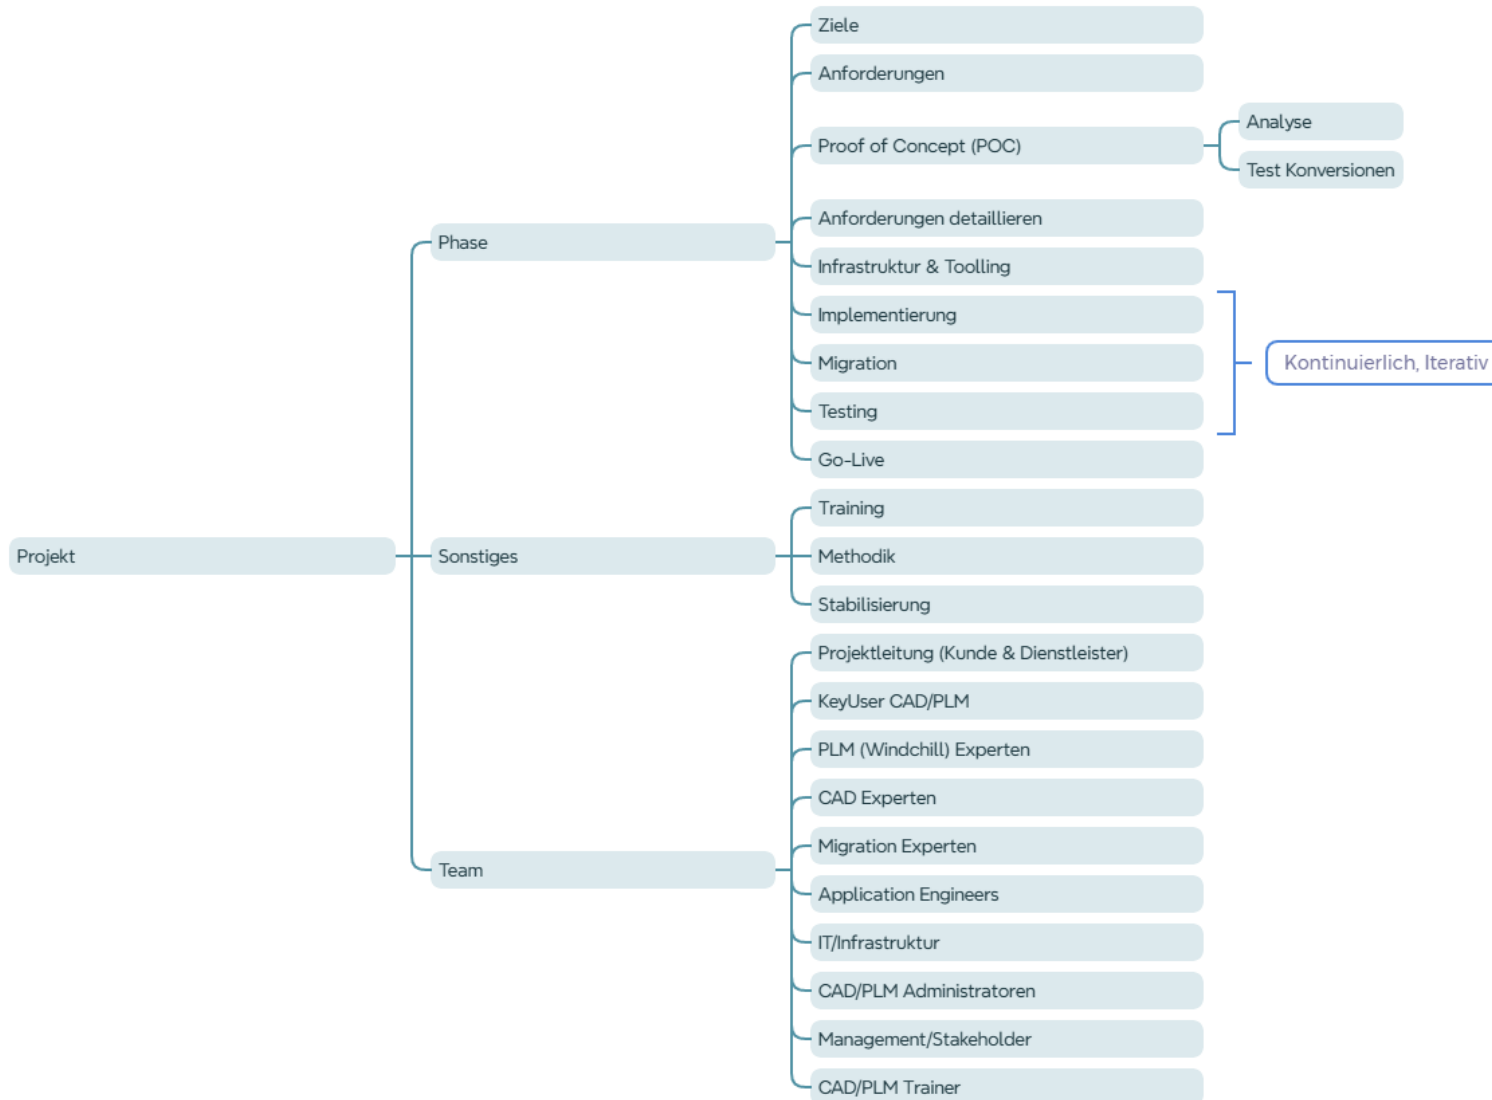 Ziele
Anforderungen
Proof of Concept (POC)
Analyse
Test Konversionen
Anforderungen detaillieren
Phase
Infrastruktur & Toolling
Implementierung
Migration
Kontinuierlich, Iterativ
Testing
Go-Live
Training
Projekt
Sonstiges
Methodik
Stabilisierung
Projektleitung (Kunde & Dienstleister)
KeyUser CAD/PLM
PLM (Windchill) Experten
CAD Experten
Migration Experten
Team
Application Engineers
IT/Infrastruktur
CAD/PLM Administratoren
Management/Stakeholder
CAD/PLM Trainer